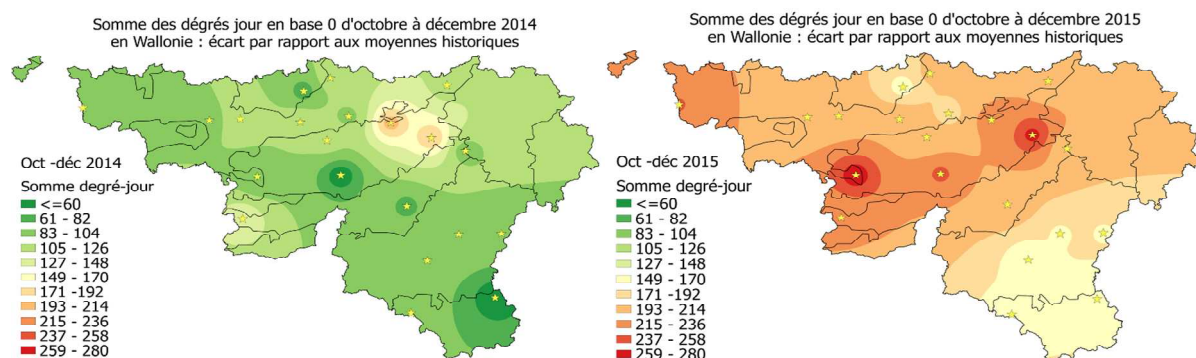 Somme des dégrés jour en base 0 d'octobre à décembre 2014
en Wallonie : écart par rapport aux moyennes historiques
Oct -déc 2014
Somme degré-jour
<=60
61 - 82
83 - 104
105 - 126
127 - 148
149 - 170
171 -192
193 - 214
215 - 236
237 - 258
259 - 280
Somme des dégrés jour en base 0 d'octobre à décembre 2015
en Wallonie : écart par rapport aux moyennes historiques
Oct -déc 2015
Somme degré-jour
<=60
61 - 82
83 - 104
105 - 126
127 - 148
149 - 170
171 -192
193 - 214
215 - 236
237 - 258
259 - 280